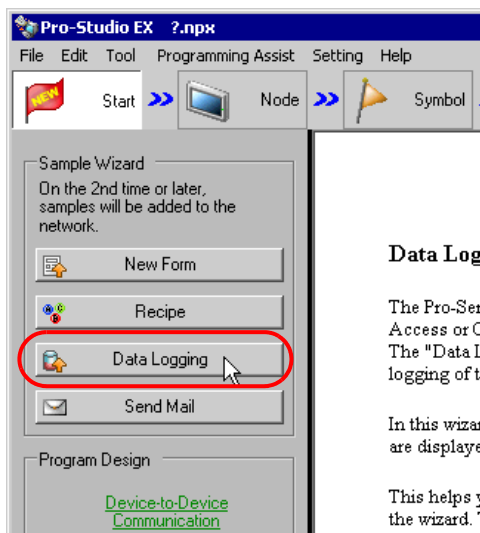 Pro-Studio EX ?.npx
File Edit Tool Programming Assist Setting Help
NEW Start Node Symbol
Sample Wizard
On the 2nd time or later,
samples will be added to the
network.
New Form
Recipe
Data Logging
Send Mail
Program Design
Device-to-Device
Communication
Data Log
The Pro-Ser
Access or
The "Data
logging of t
In this wiza
are displaye
This helps
the wizard.